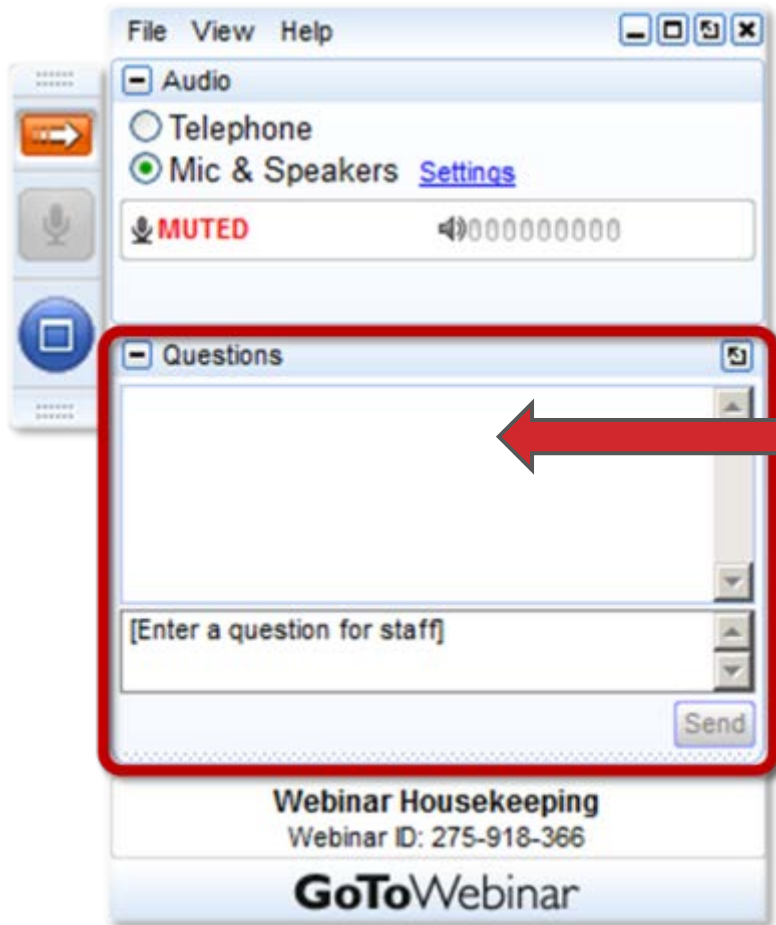 File View Help
Audio
Telephone
Mic & Speakers Settings
MUTED
Questions
[Enter a question for staff]
Send
Webinar Housekeeping
Webinar ID: 275-918-366
GoToWebinar